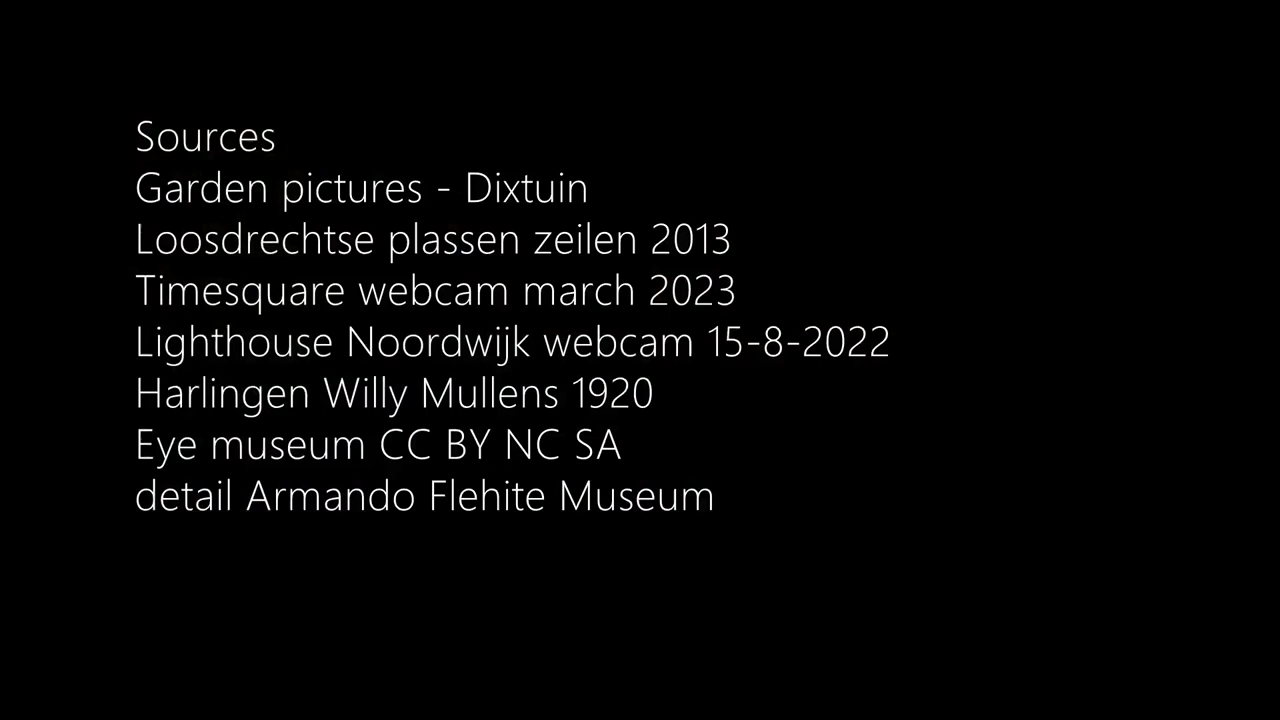 Sources
Garden pictures - Dixtuin
Loosdrechtse plassen zeilen 2013
Timesquare webcam march 2023
Lighthouse Noordwijk webcam 15-8-2022
Harlingen Willy Mullens 1920
Eye museum CC BY NC SA
detail Armando Flehite Museum